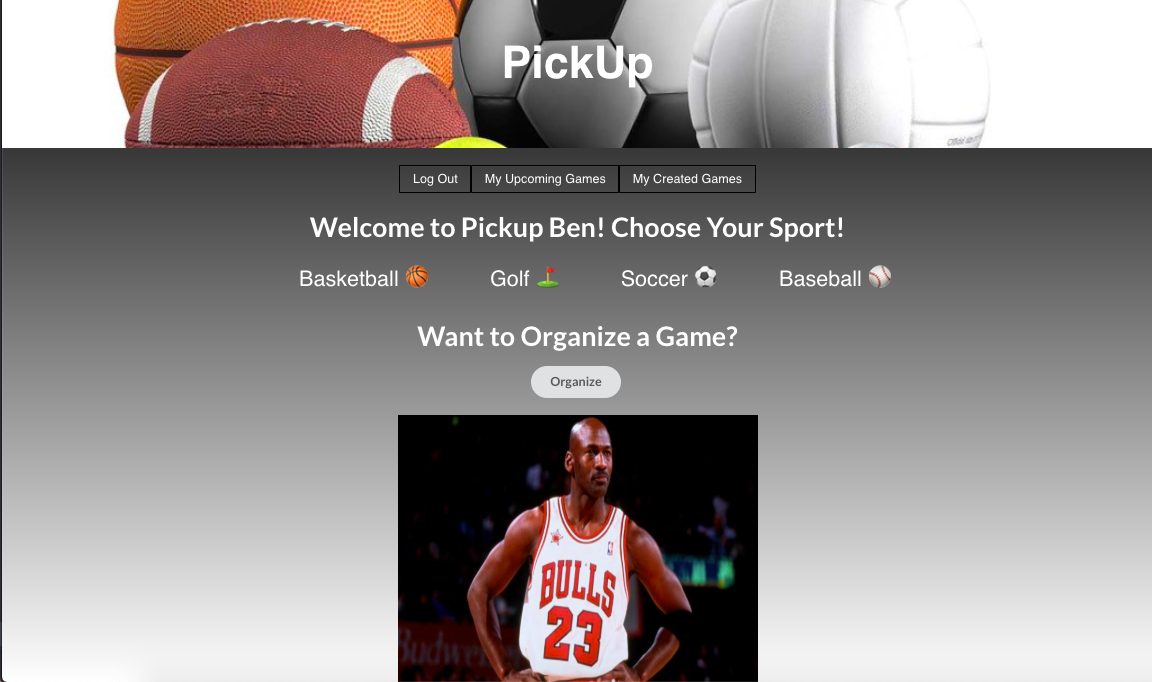 PickUp
Log Out My Upcoming Games My Created Games
Welcome to Pickup Ben! Choose Your Sport!
Basketball 🏀 Golf ⛳ Soccer ⚽ Baseball ⚾
Want to Organize a Game?
Organize
BULLS
23
Budweiser